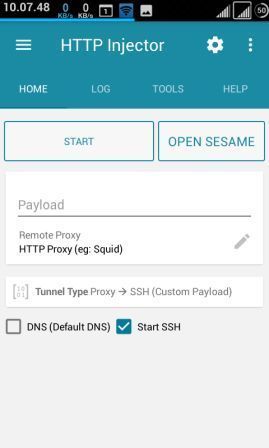 10.07.48 0 KB/s 0 KB/s 1 50
HTTP Injector
HOME LOG TOOLS HELP
START OPEN SESAME
Payload
Remote Proxy
HTTP Proxy (eg: Squid)
Tunnel Type Proxy → SSH (Custom Payload)
DNS (Default DNS) Start SSH